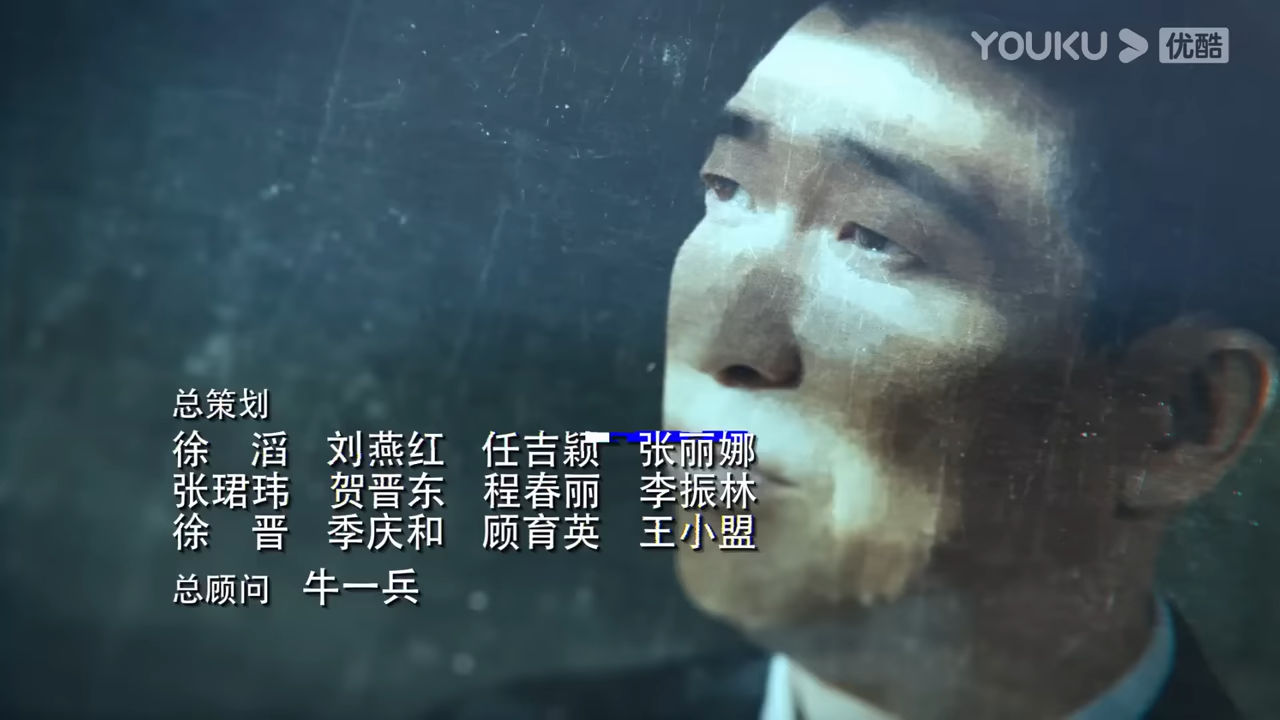 YOUKU 优酷
总策划
徐 滔 刘燕红 任吉颖 张丽娜
张珺玮 贺晋东 程春丽 李振林
徐 晋 季庆和 顾育英 王小盟
总顾问 牛一兵